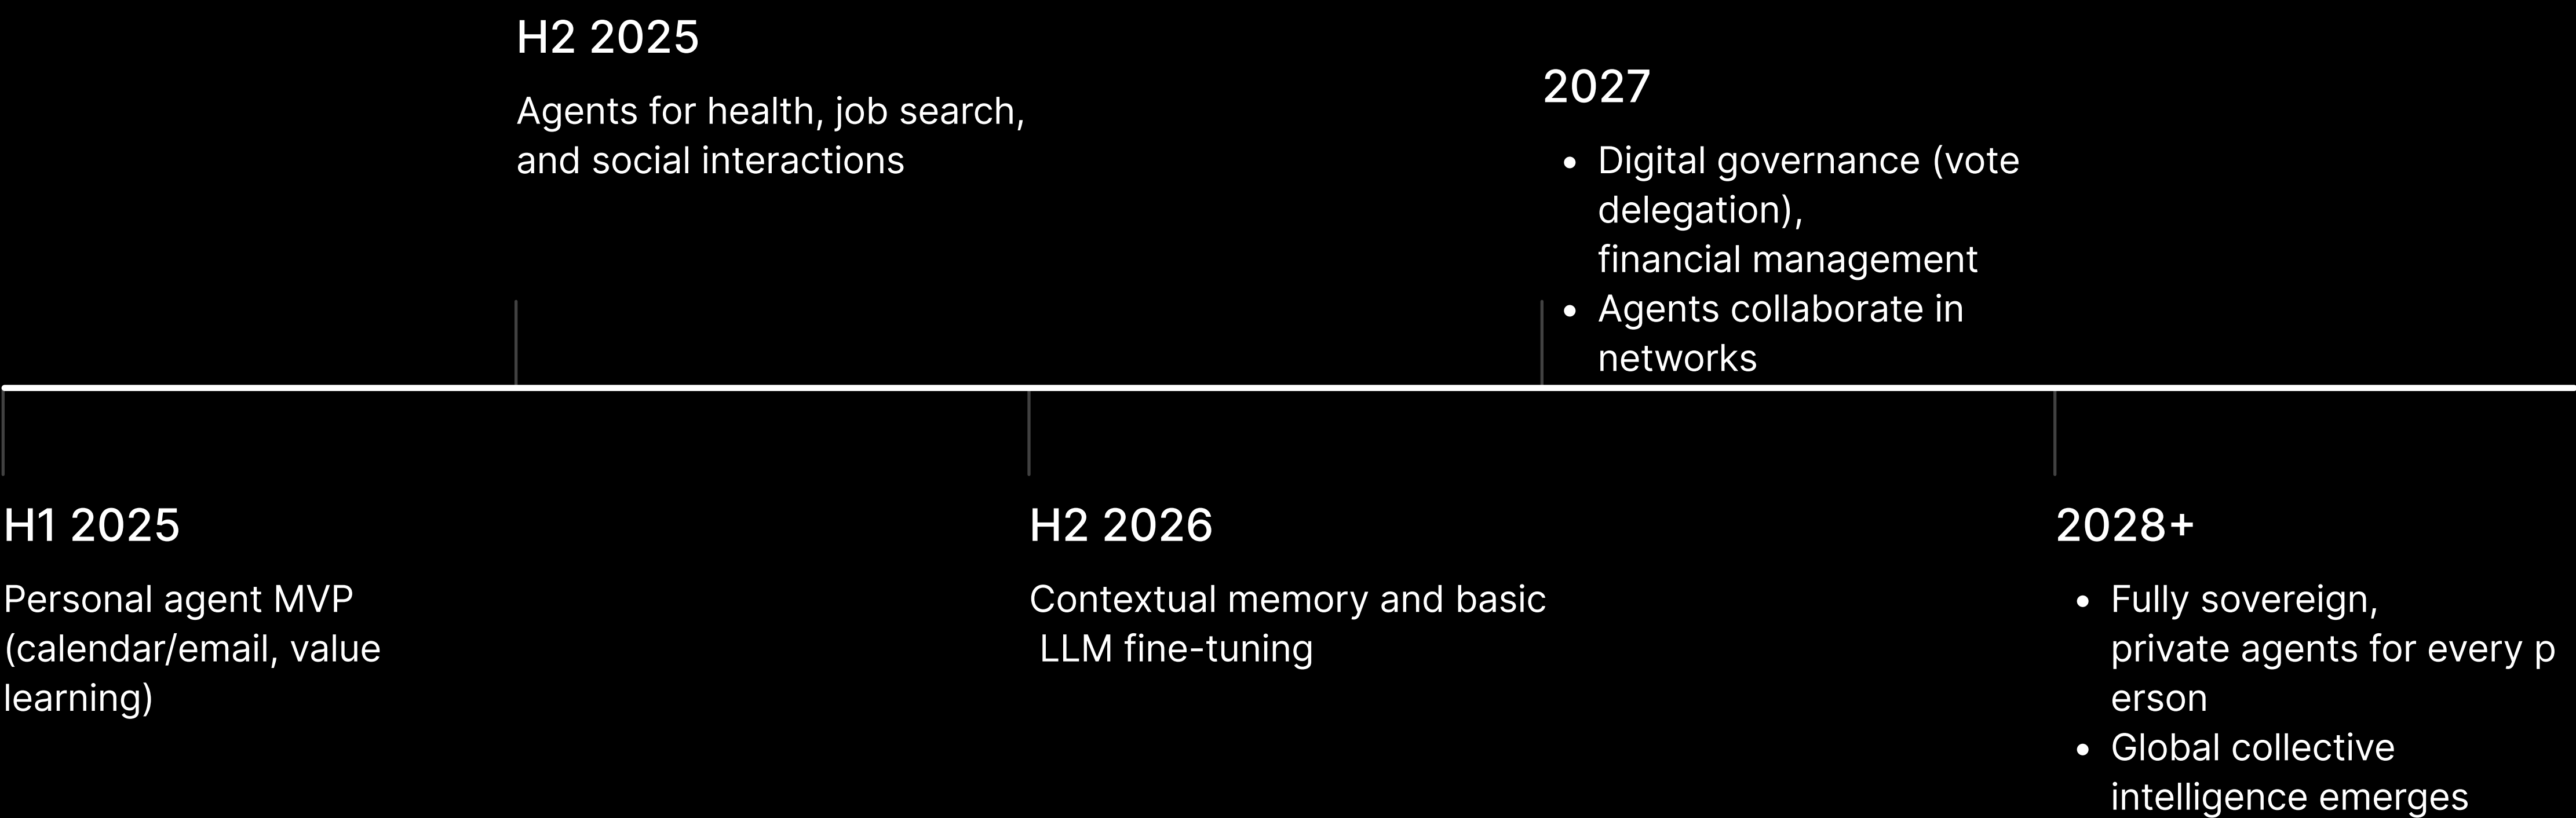 H2 2025
Agents for health, job search,
and social interactions
2027
• Digital governance (vote
delegation),
financial management
• Agents collaborate in
networks
H1 2025
Personal agent MVP
(calendar/email, value
learning)
H2 2026
Contextual memory and basic
LLM fine-tuning
2028+
• Fully sovereign,
private agents for every p
erson
• Global collective
intelligence emerges